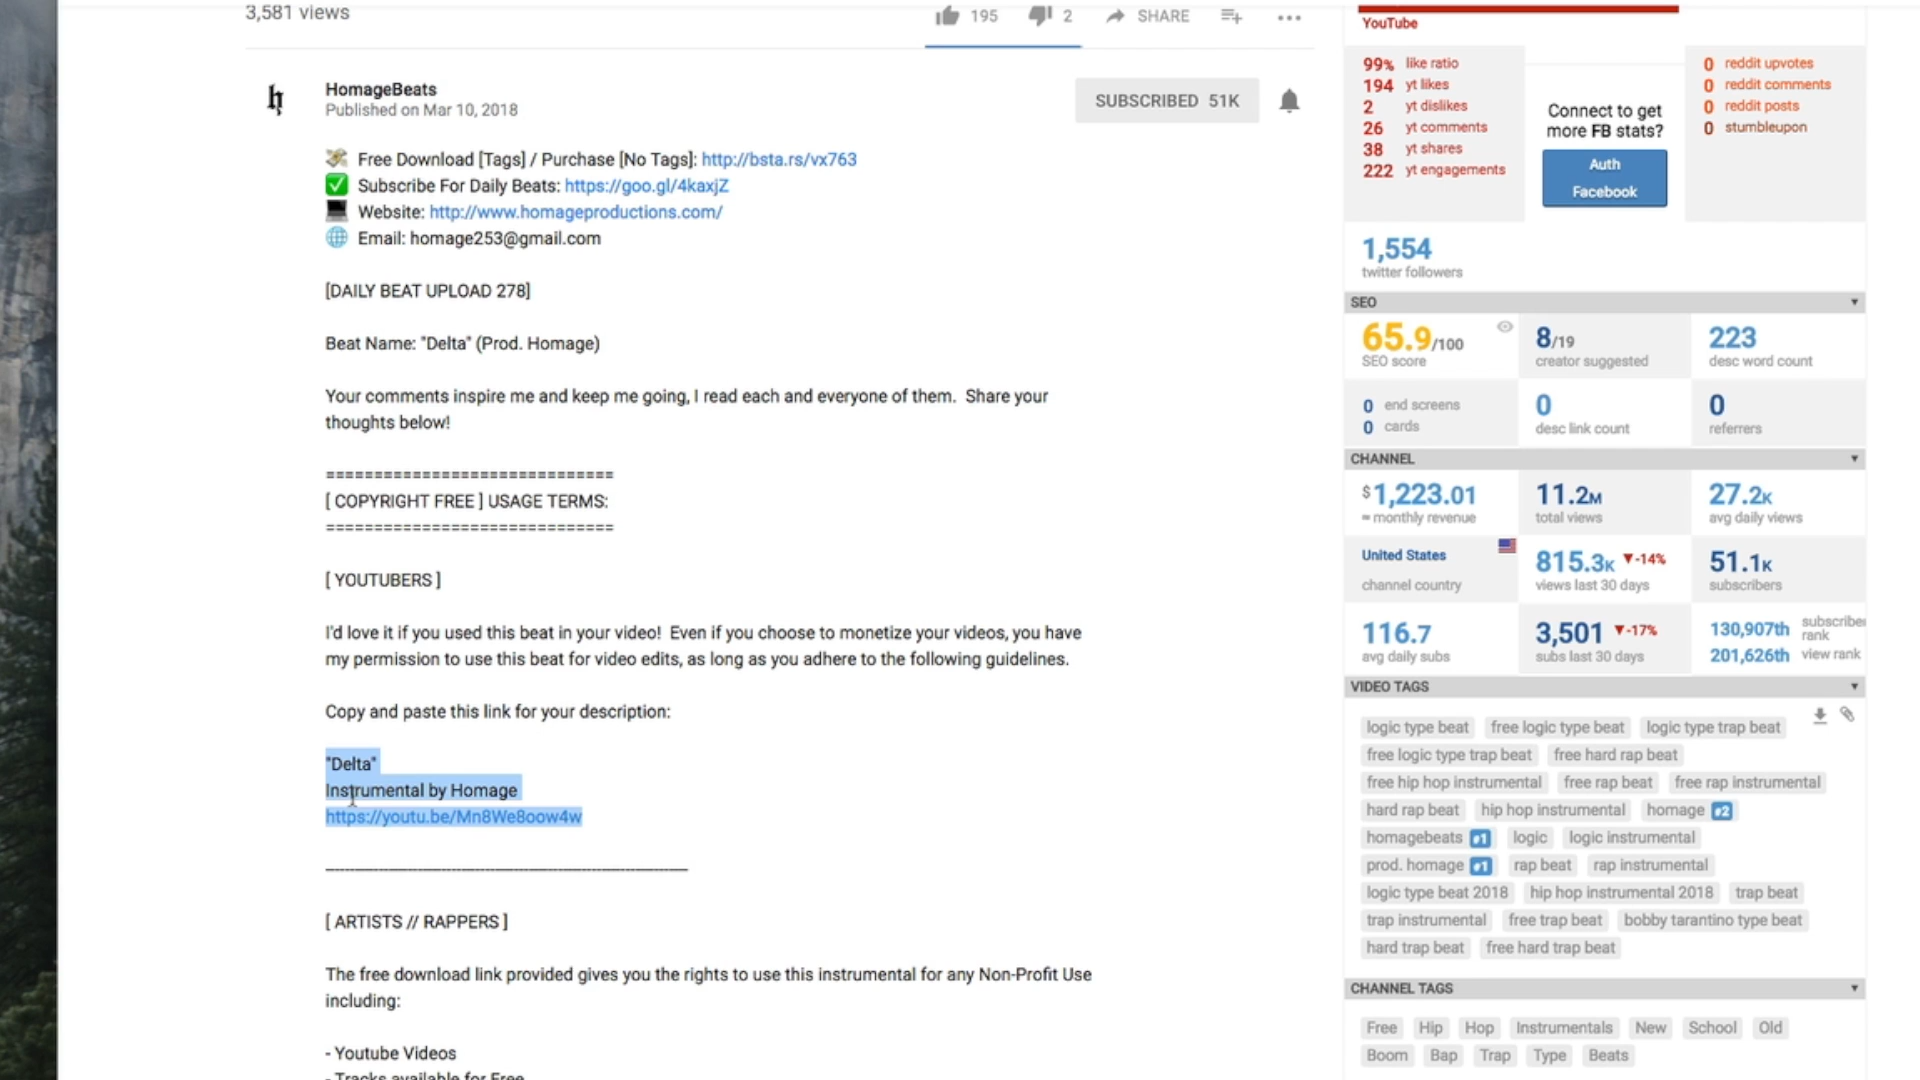 3,581 views
195
2
SHARE
HomageBeats
Published on Mar 10, 2018
SUBSCRIBED 51K
Free Download [Tags] / Purchase [No Tags]: http://bsta.rs/vx763
Subscribe For Daily Beats: https://goo.gl/4kaxjZ
Website: http://www.homageproductions.com/
Email: homage253@gmail.com
[DAILY BEAT UPLOAD 278]
Beat Name: "Delta" (Prod. Homage)
Your comments inspire me and keep me going, I read each and everyone of them.  Share your
thoughts below!
==============================
[ COPYRIGHT FREE ] USAGE TERMS:
==============================
[ YOUTUBERS ]
I'd love it if you used this beat in your video!  Even if you choose to monetize your videos, you have
my permission to use this beat for video edits, as long as you adhere to the following guidelines.
Copy and paste this link for your description:
"Delta"
Instrumental by Homage
https://youtu.be/Mn8We8oow4w
[ ARTISTS // RAPPERS ]
The free download link provided gives you the rights to use this instrumental for any Non-Profit Use
including:
- Youtube Videos
- Tracks available for Free
YouTube
99% like ratio
194 yt likes
2 yt dislikes
26 yt comments
38 yt shares
222 yt engagements
Connect to get
more FB stats?
Auth
Facebook
0 reddit upvotes
0 reddit comments
0 reddit posts
0 stumbleupon
1,554
twitter followers
SEO
65.9/100
SEO score
8/19
creator suggested
223
desc word count
0 end screens
0 cards
0
desc link count
0
referrers
CHANNEL
$1,223.01
≈ monthly revenue
11.2M
total views
27.2K
avg daily views
United States
channel country
815.3K ▼-14%
views last 30 days
51.1K
subscribers
116.7
avg daily subs
3,501 ▼-17%
subs last 30 days
130,907th subscriber
rank
201,626th view rank
VIDEO TAGS
logic type beat free logic type beat logic type trap beat
free logic type trap beat free hard rap beat
free hip hop instrumental free rap beat free rap instrumental
hard rap beat hip hop instrumental homage #2
homagebeats #1 logic logic instrumental
prod. homage #1 rap beat rap instrumental
logic type beat 2018 hip hop instrumental 2018 trap beat
trap instrumental free trap beat bobby tarantino type beat
hard trap beat free hard trap beat
CHANNEL TAGS
Free Hip Hop Instrumentals New School Old
Boom Bap Trap Type Beats